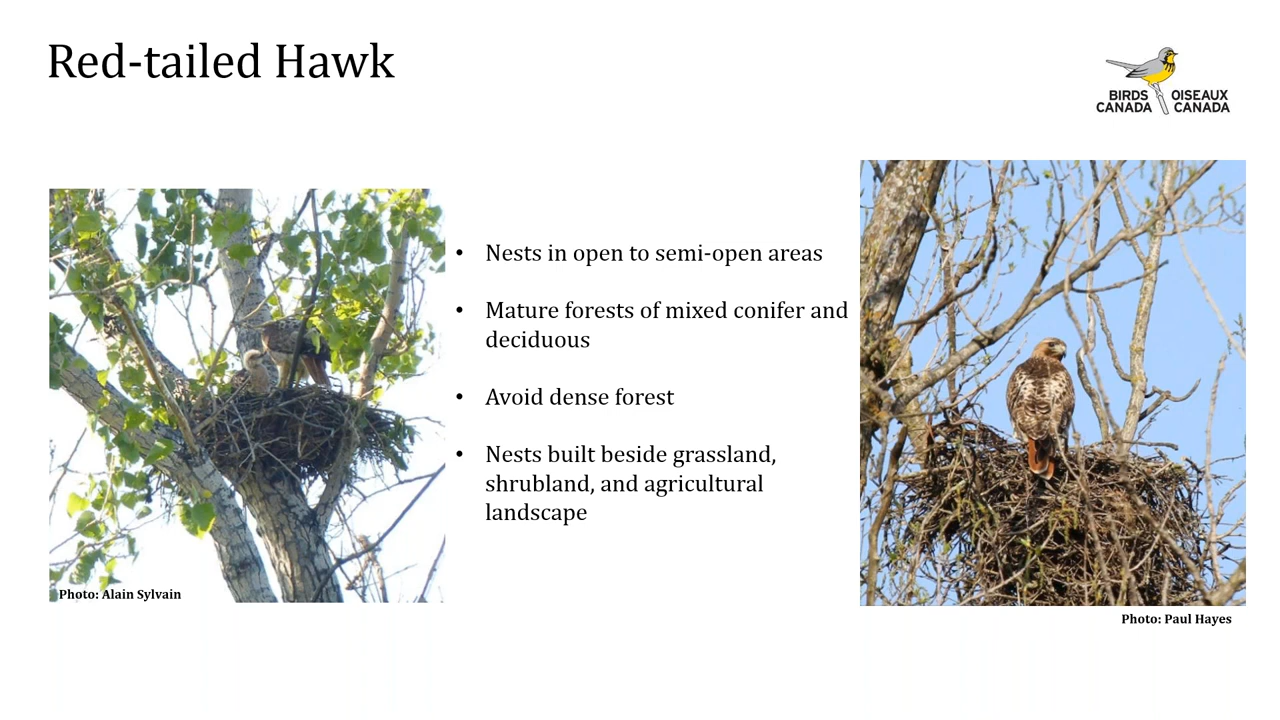 Red-tailed Hawk
BIRDS CANADA
OISEAUX CANADA
• Nests in open to semi-open areas
• Mature forests of mixed conifer and
deciduous
• Avoid dense forest
• Nests built beside grassland,
shrubland, and agricultural
landscape
Photo: Alain Sylvain
Photo: Paul Hayes